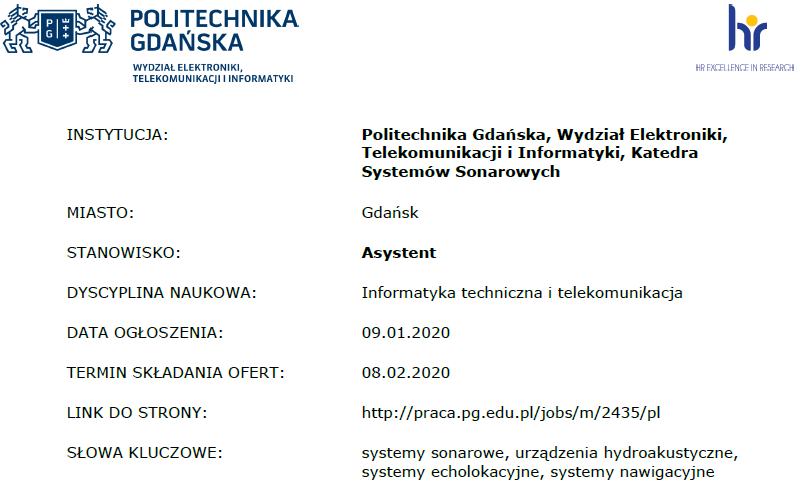 POLITECHNIKA
GDAŃSKA
WYDZIAŁ ELEKTRONIKI,
TELEKOMUNIKACJI I INFORMATYKI
PG
hr
HR EXCELLENCE IN RESEARCH
INSTYTUCJA: Politechnika Gdańska, Wydział Elektroniki,
Telekomunikacji i Informatyki, Katedra
Systemów Sonarowych
MIASTO: Gdańsk
STANOWISKO: Asystent
DYSCYPLINA NAUKOWA: Informatyka techniczna i telekomunikacja
DATA OGŁOSZENIA: 09.01.2020
TERMIN SKŁADANIA OFERT: 08.02.2020
LINK DO STRONY: http://praca.pg.edu.pl/jobs/m/2435/pl
SŁOWA KLUCZOWE: systemy sonarowe, urządzenia hydroakustyczne,
systemy echolokacyjne, systemy nawigacyjne